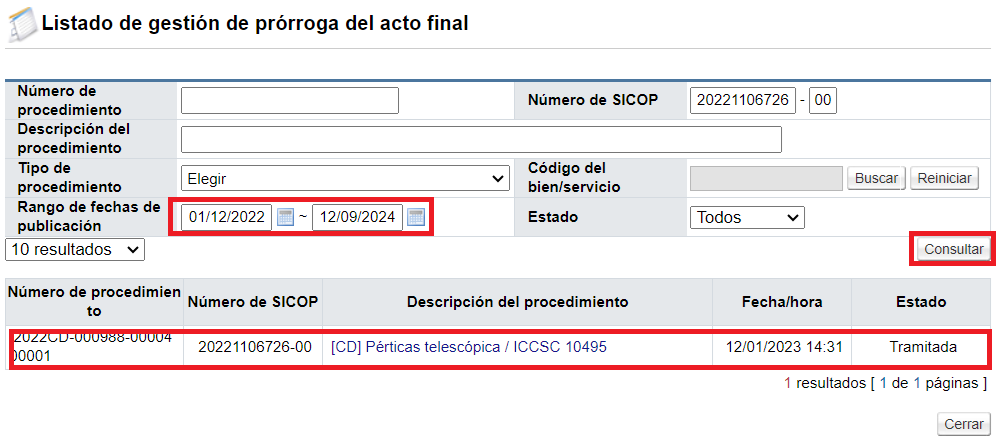 Listado de gestión de prórroga del acto final
Número de procedimiento
Número de SICOP 20221106726 - 00
Descripción del procedimiento
Tipo de procedimiento Elegir
Código del bien/servicio Buscar Reiniciar
Rango de fechas de publicación 01/12/2022 ~ 12/09/2024
Estado Todos
10 resultados Consultar
Número de procedimiento Número de SICOP Descripción del procedimiento Fecha/hora Estado
2022CD-000988-0000400001 20221106726-00 [CD] Pérticas telescópica / ICCSC 10495 12/01/2023 14:31 Tramitada
1 resultados [ 1 de 1 páginas ]
Cerrar